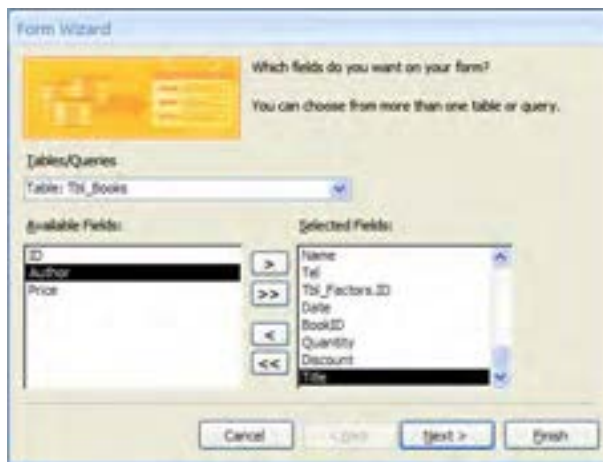 Form Wizard
Which fields do you want on your form?
You can choose from more than one table or query.
Tables/Queries
Table: Tbl_Books
Available Fields:
Selected Fields:
ID
Author
Price
>
>>
<
<<
Name
Tel
Tbl_Factors.ID
Date
BookID
Quantity
Discount
Title
Cancel
< Back
Next >
Finish